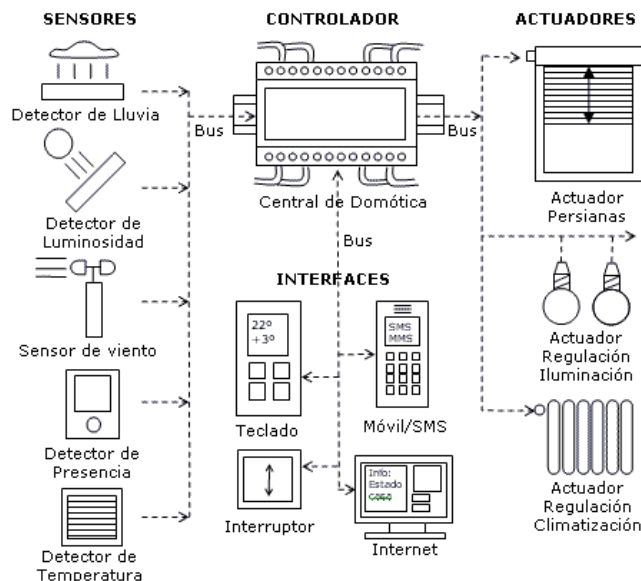 SENSORES
CONTROLADOR
ACTUADORES
Detector de Lluvia
Bus
Bus
Central de Domótica
Actuador
Persianas
Detector de
Luminosidad
Bus
INTERFACES
Sensor de viento
22º
+3º
SMS
MMS
Teclado
Móvil/SMS
Actuador
Regulación
Iluminación
Detector de
Presencia
Info:
Estado
Interruptor
Internet
Actuador
Regulación
Climatización
Detector de
Temperatura